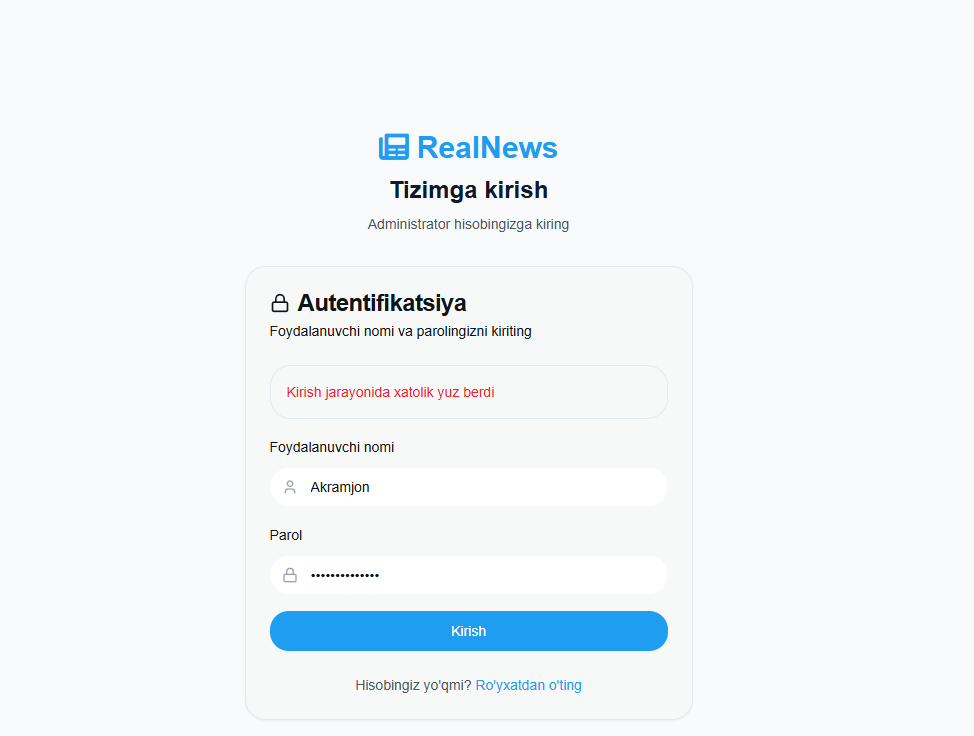 RealNews
Tizimga kirish
Administrator hisobingizga kiring
Autentifikatsiya
Foydalanuvchi nomi va parolingizni kiriting
Kirish jarayonida xatolik yuz berdi
Foydalanuvchi nomi
Akramjon
Parol
••••••••••••••
Kirish
Hisobingiz yo'qmi? Ro'yxatdan o'ting